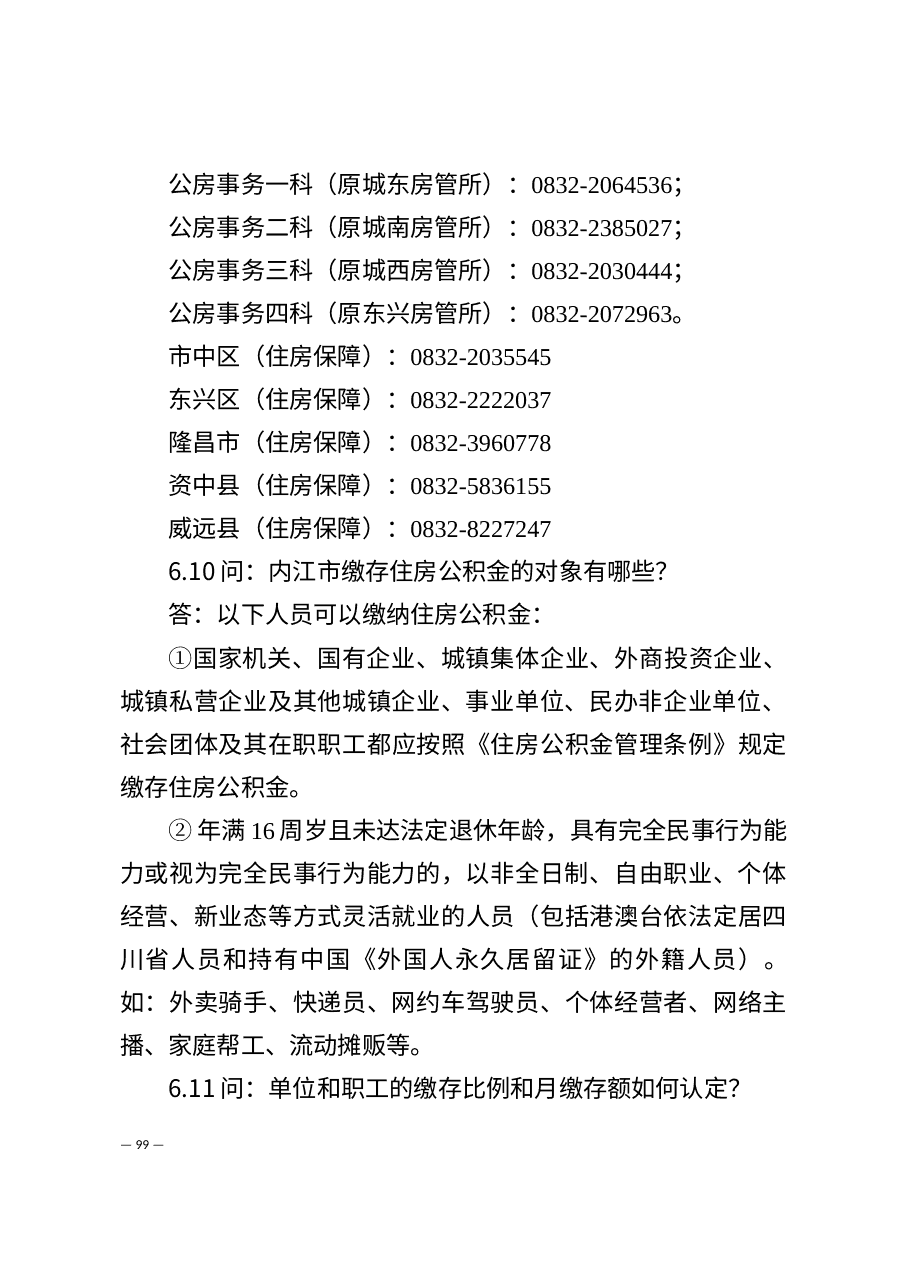 公房事务一科（原城东房管所）：0832-2064536；
公房事务二科（原城南房管所）：0832-2385027；
公房事务三科（原城西房管所）：0832-2030444；
公房事务四科（原东兴房管所）：0832-2072963。
市中区（住房保障）：0832-2035545
东兴区（住房保障）：0832-2222037
隆昌市（住房保障）：0832-3960778
资中县（住房保障）：0832-5836155
威远县（住房保障）：0832-8227247
6.10 问：内江市缴存住房公积金的对象有哪些？
答：以下人员可以缴纳住房公积金：
①国家机关、国有企业、城镇集体企业、外商投资企业、
城镇私营企业及其他城镇企业、事业单位、民办非企业单位、
社会团体及其在职职工都应按照《住房公积金管理条例》规定
缴存住房公积金。
② 年满 16 周岁且未达法定退休年龄，具有完全民事行为能
力或视为完全民事行为能力的，以非全日制、自由职业、个体
经营、新业态等方式灵活就业的人员（包括港澳台依法定居四
川省人员和持有中国《外国人永久居留证》的外籍人员）。
如：外卖骑手、快递员、网约车驾驶员、个体经营者、网络主
播、家庭帮工、流动摊贩等。
6.11 问：单位和职工的缴存比例和月缴存额如何认定？
— 99 —